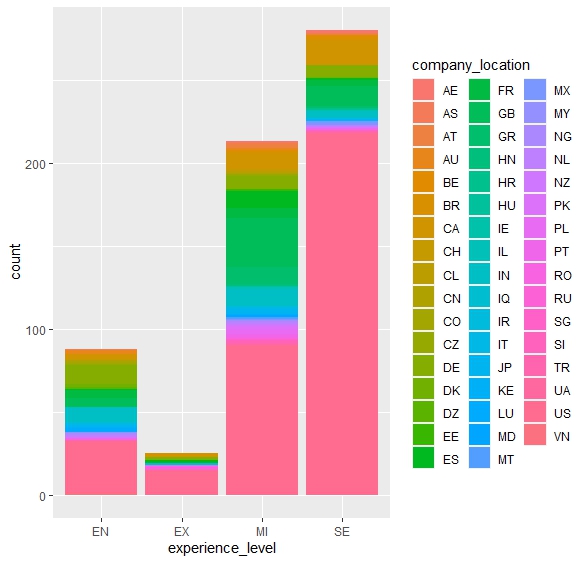 company_location
AE FR MX
AS GB MY
AT GR NG
AU HN NL
BE HR NZ
BR HU PK
CA IE PL
CH IL PT
CL IN RO
CN IQ RU
CO IR SG
CZ IT SI
DE JP TR
DK KE UA
DZ LU US
EE MD VN
ES MT
200
100
0
count
EN EX MI SE
experience_level